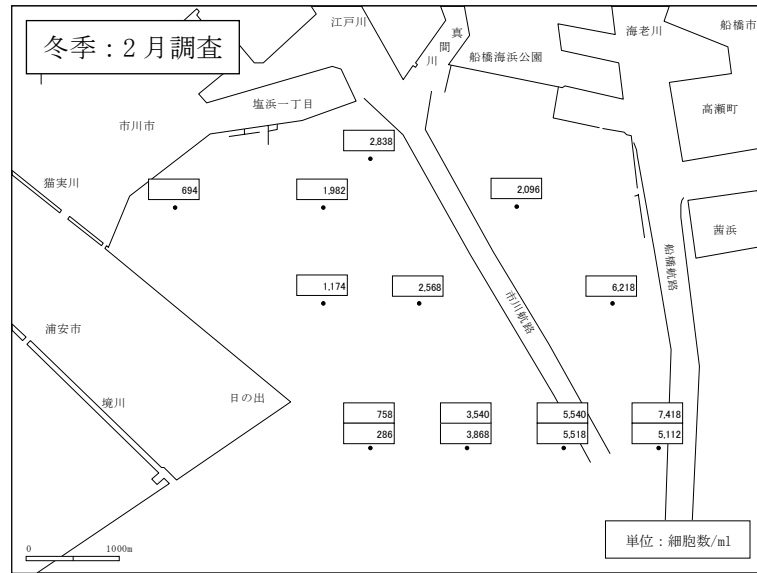 冬季：2月調査
江戸川
真間川
船橋海浜公園
海老川
船橋市
塩浜一丁目
市川市
高瀬町
猫実川
2,838
694
1,982
2,096
茜浜
船橋航路
1,174
2,568
6,218
市川航路
浦安市
境川
日の出
758
3,540
5,540
7,418
286
3,868
5,518
5,112
0 1000m
単位：細胞数/ml